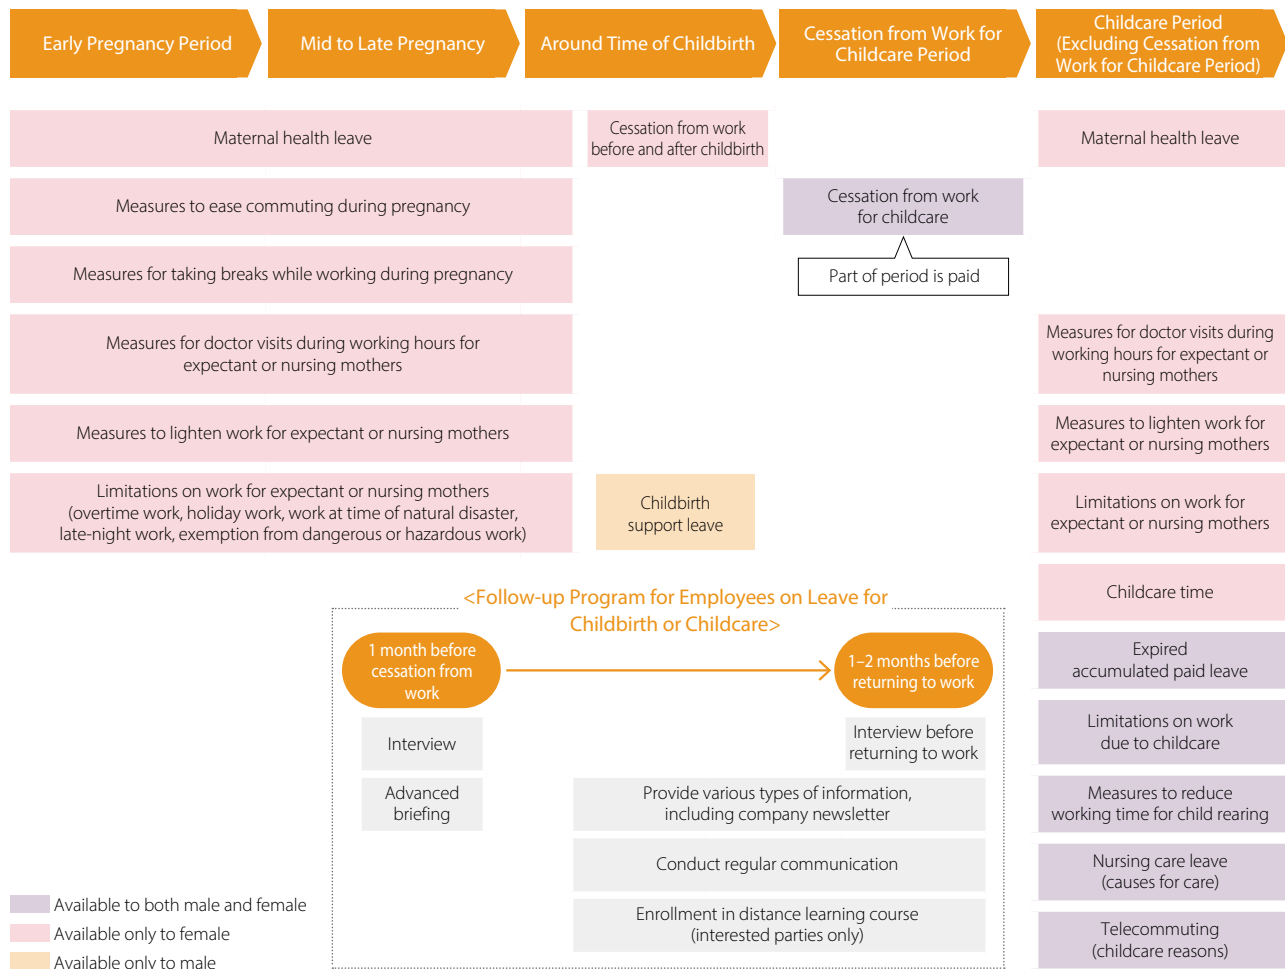 Early Pregnancy Period
Mid to Late Pregnancy
Around Time of Childbirth
Cessation from Work for
Childcare Period
Childcare Period
(Excluding Cessation from
Work for Childcare Period)
Maternal health leave
Cessation from work
before and after childbirth
Maternal health leave
Measures to ease commuting during pregnancy
Cessation from work
for childcare
Measures for taking breaks while working during pregnancy
Part of period is paid
Measures for doctor visits during working hours for
expectant or nursing mothers
Measures for doctor visits during
working hours for expectant or
nursing mothers
Measures to lighten work for expectant or nursing mothers
Measures to lighten work for
expectant or nursing mothers
Limitations on work for expectant or nursing mothers
(overtime work, holiday work, work at time of natural disaster,
late-night work, exemption from dangerous or hazardous work)
Childbirth
support leave
Limitations on work for
expectant or nursing mothers
Childcare time
Expired
accumulated paid leave
Limitations on work
due to childcare
Measures to reduce
working time for child rearing
Nursing care leave
(causes for care)
Telecommuting
(childcare reasons)
<Follow-up Program for Employees on Leave for
Childbirth or Childcare>
1 month before
cessation from
work
1–2 months before
returning to work
Interview
Interview before
returning to work
Advanced
briefing
Provide various types of information,
including company newsletter
Conduct regular communication
Enrollment in distance learning course
(interested parties only)
Available to both male and female
Available only to female
Available only to male